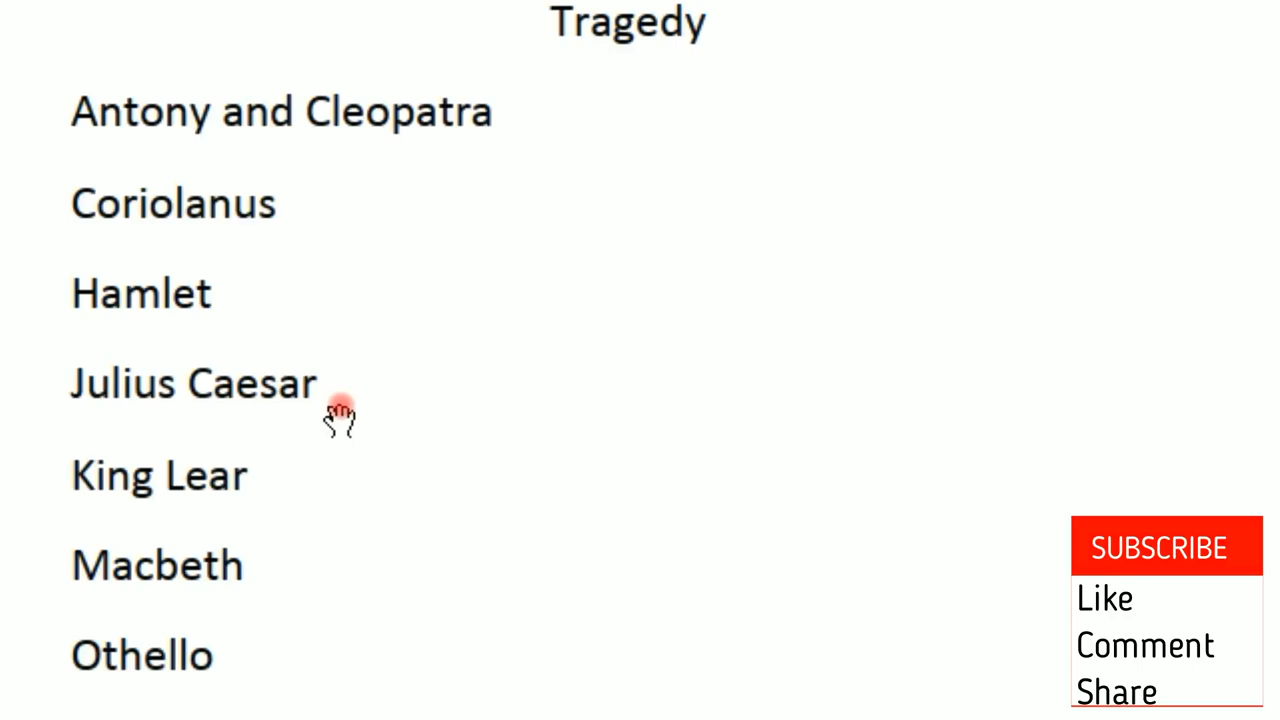 Tragedy
Antony and Cleopatra
Coriolanus
Hamlet
Julius Caesar
King Lear
Macbeth
Othello
SUBSCRIBE
Like
Comment
Share